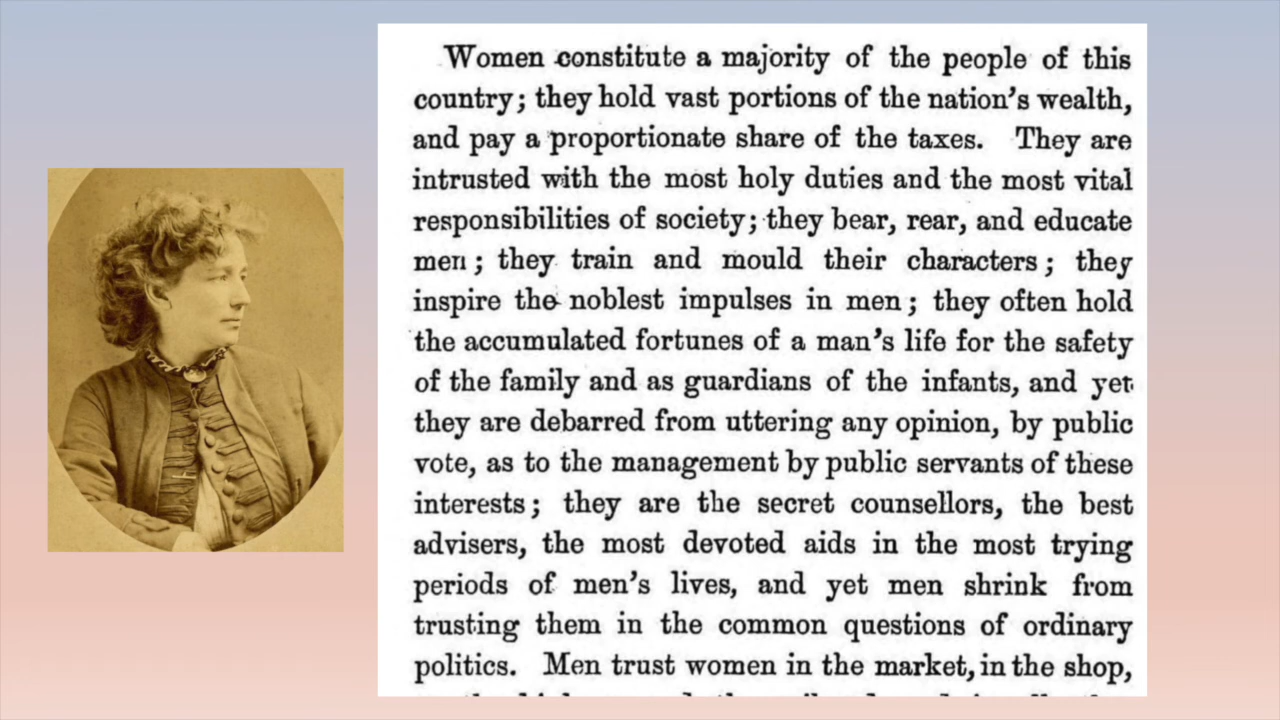 Women constitute a majority of the people of this
country; they hold vast portions of the nation's wealth,
and pay a proportionate share of the taxes. They are
intrusted with the most holy duties and the most vital
responsibilities of society; they bear, rear, and educate
men; they train and mould their characters; they
inspire the noblest impulses in men; they often hold
the accumulated fortunes of a man's life for the safety
of the family and as guardians of the infants, and yet
they are debarred from uttering any opinion, by public
vote, as to the management by public servants of these
interests; they are the secret counsellors, the best
advisers, the most devoted aids in the most trying
periods of men's lives, and yet men shrink from
trusting them in the common questions of ordinary
politics. Men trust women in the market, in the shop,